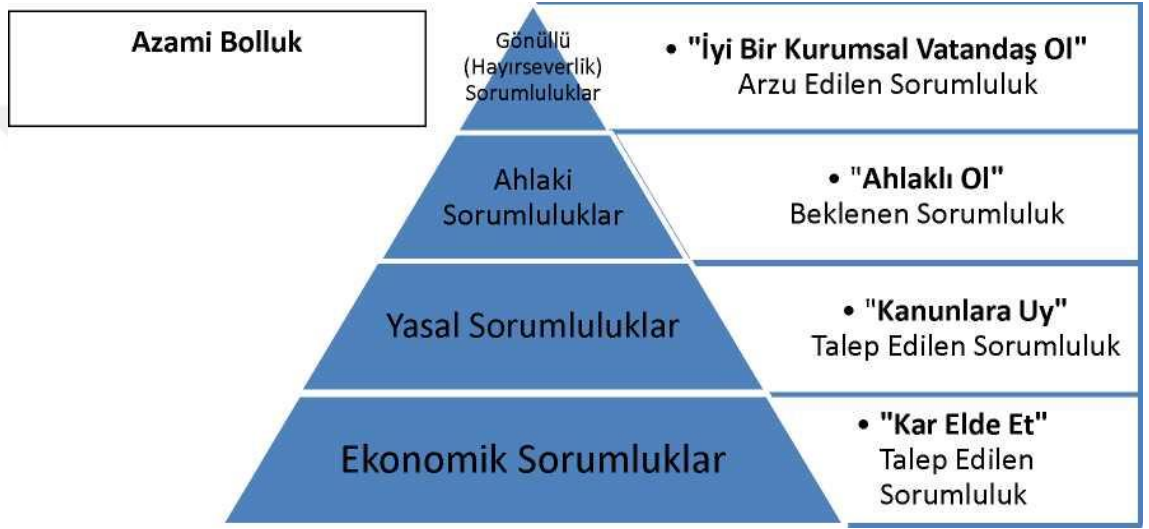 Azami Bolluk
Gönüllü
(Hayırseverlik)
Sorumluluklar
• "İyi Bir Kurumsal Vatandaş Ol"
Arzu Edilen Sorumluluk
Ahlaki
Sorumluluklar
• "Ahlaklı Ol"
Beklenen Sorumluluk
Yasal Sorumluluklar
• "Kanunlara Uy"
Talep Edilen Sorumluluk
Ekonomik Sorumluklar
• "Kar Elde Et"
Talep Edilen
Sorumluluk